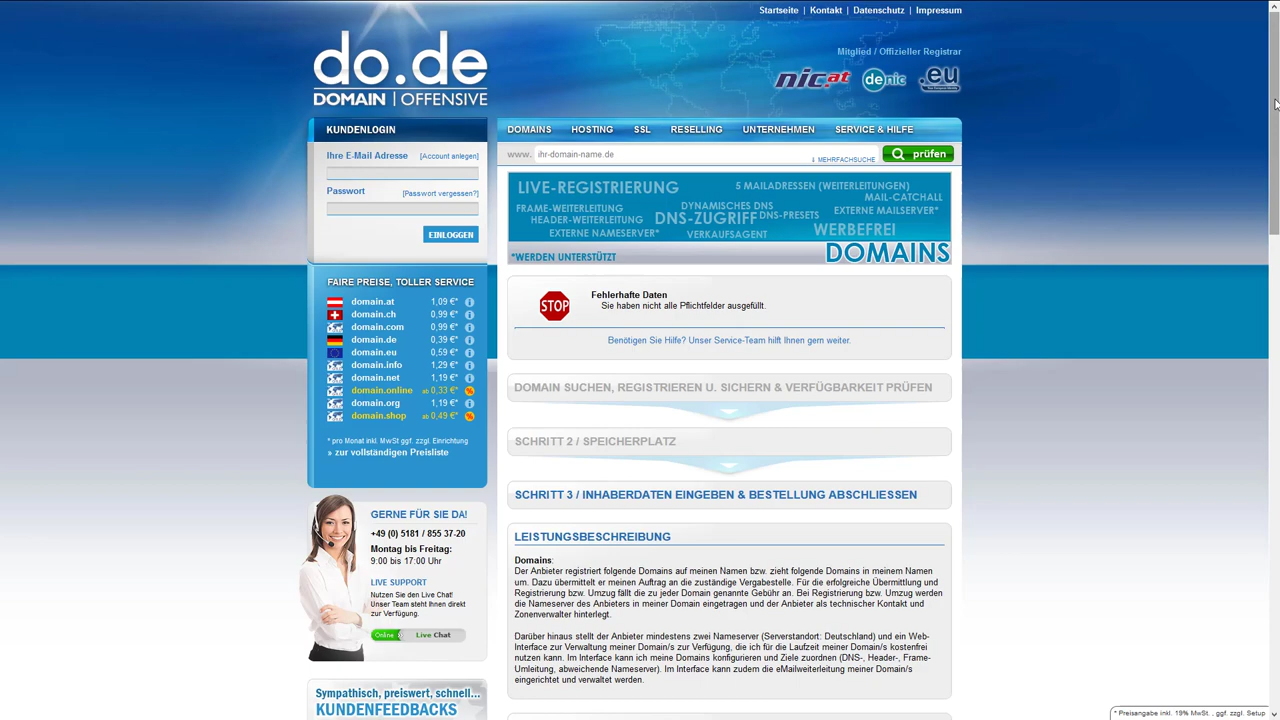 Startseite | Kontakt | Datenschutz | Impressum
do.de
DOMAIN | OFFENSIVE
Mitglied / Offizieller Registrar
nic.at denic .eu
KUNDENLOGIN
Ihre E-Mail Adresse [Account anlegen]
Passwort [Passwort vergessen?]
EINLOGGEN
FAIRE PREISE, TOLLER SERVICE
domain.at 1,09 €*
domain.ch 0,99 €*
domain.com 0,99 €*
domain.de 0,39 €*
domain.eu 0,59 €*
domain.info 1,29 €*
domain.net 1,19 €*
domain.online ab 0,33 €*
domain.org 1,19 €*
domain.shop ab 0,49 €*
* pro Monat inkl. MwSt ggf. zzgl. Einrichtung
» zur vollständigen Preisliste
GERNE FÜR SIE DA!
+49 (0) 5181 / 855 37-20
Montag bis Freitag:
9:00 bis 17:00 Uhr
LIVE SUPPORT
Nutzen Sie den Live Chat!
Unser Team steht Ihnen direkt
zur Verfügung.
Online Live Chat
Sympathisch, preiswert, schnell...
KUNDENFEEDBACKS
DOMAINS HOSTING SSL RESELLING UNTERNEHMEN SERVICE & HILFE
www. ihr-domain-name.de
↓ MEHRFACHSUCHE
prüfen
LIVE-REGISTRIERUNG 5 MAILADRESSEN (WEITERLEITUNGEN)
MAIL-CATCHALL
FRAME-WEITERLEITUNG DYNAMISCHES DNS
HEADER-WEITERLEITUNG DNS-ZUGRIFF DNS-PRESETS EXTERNE MAILSERVER*
EXTERNE NAMESERVER* VERKAUFSAGENT WERBEFREI
*WERDEN UNTERSTÜTZT DOMAINS
STOP
Fehlerhafte Daten
Sie haben nicht alle Pflichtfelder ausgefüllt.
Benötigen Sie Hilfe? Unser Service-Team hilft Ihnen gern weiter.
DOMAIN SUCHEN, REGISTRIEREN U. SICHERN & VERFÜGBARKEIT PRÜFEN
SCHRITT 2 / SPEICHERPLATZ
SCHRITT 3 / INHABERDATEN EINGEBEN & BESTELLUNG ABSCHLIESSEN
LEISTUNGSBESCHREIBUNG
Domains:
Der Anbieter registriert folgende Domains auf meinen Namen bzw. zieht folgende Domains in meinem Namen
um. Dazu übermittelt er meinen Auftrag an die zuständige Vergabestelle. Für die erfolgreiche Übermittlung und
Registrierung bzw. Umzug fällt die zu jeder Domain genannte Gebühr an. Bei Registrierung bzw. Umzug werden
die Nameserver des Anbieters in meiner Domain eingetragen und der Anbieter als technischer Kontakt und
Zonenverwalter hinterlegt.
Darüber hinaus stellt der Anbieter mindestens zwei Nameserver (Serverstandort: Deutschland) und ein Web-
Interface zur Verwaltung meiner Domain/s zur Verfügung, die ich für die Laufzeit meiner Domain/s kostenfrei
nutzen kann. Im Interface kann ich meine Domains konfigurieren und Ziele zuordnen (DNS-, Header-, Frame-
Umleitung, abweichende Nameserver). Im Interface kann zudem die eMailweiterleitung meiner Domain/s
eingerichtet und verwaltet werden.
* Preisangabe inkl. 19% MwSt. , ggf. zzgl. Setup